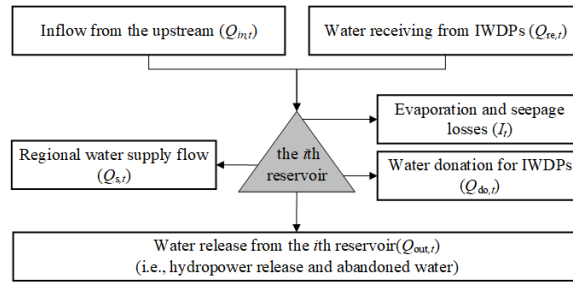 Inflow from the upstream (Qin,t)
Water receiving from IWDPs (Qre,t)
Evaporation and seepage
losses (It)
Regional water supply flow
(Qs,t)
the ith
reservoir
Water donation for IWDPs
(Qdo,t)
Water release from the ith reservoir(Qout,t)
(i.e., hydropower release and abandoned water)